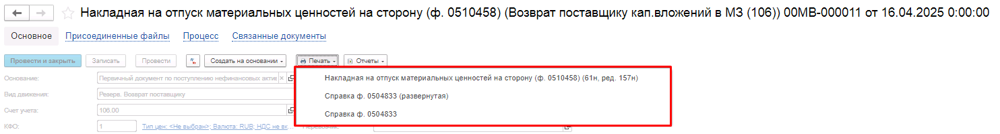 Накладная на отпуск материальных ценностей на сторону (ф. 0510458) (Возврат поставщику кап.вложений в МЗ (106)) 00МВ-000011 от 16.04.2025 0:00:00
Основное Присоединенные файлы Процесс Связанные документы
Провести и закрыть Записать Провести Создать на основании Печать Отчеты
Основание: Первичный документ по поступлению нефинансовых актив
Накладная на отпуск материальных ценностей на сторону (ф. 0510458) (61н, ред. 157н)
Вид движения: Резерв. Возврат поставщику
Справка ф. 0504833 (развернутая)
Счет учета: 106.00
Справка ф. 0504833
КФО: 1 Тип цен: <Не выбран>; Валюта: RUB; НДС не вк... Перевозчик: